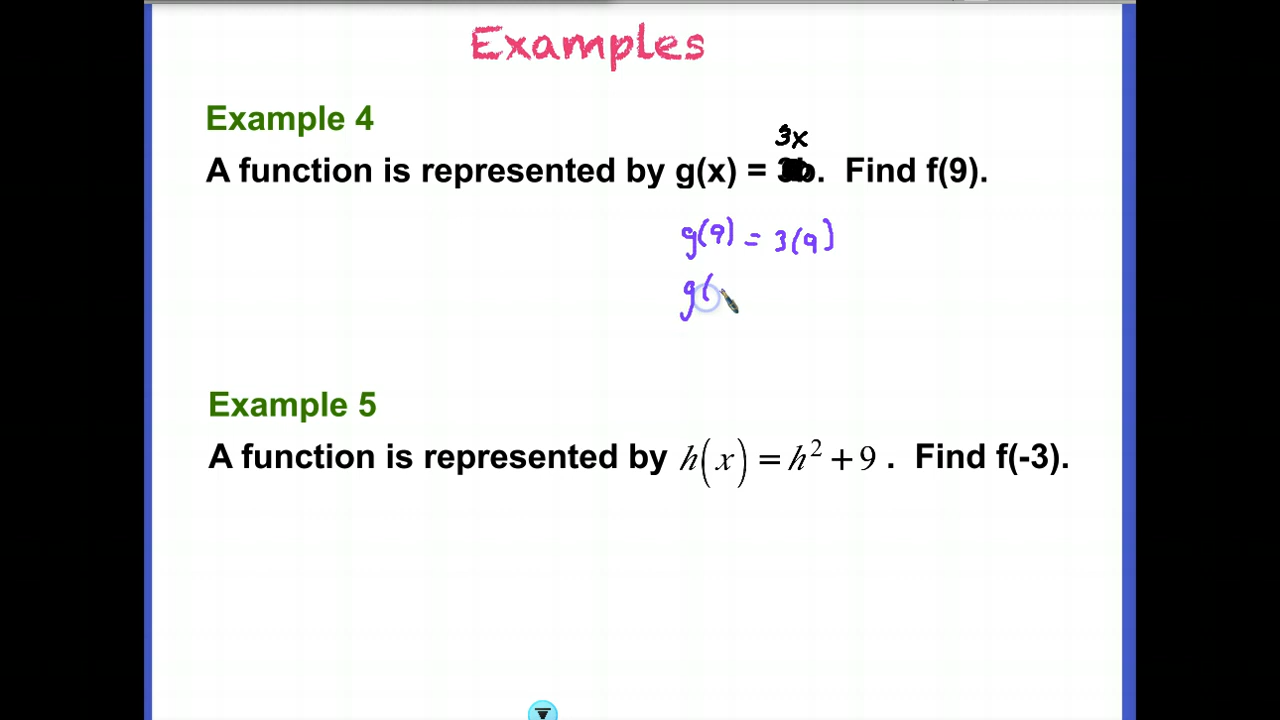 Examples
Example 4
3x
A function is represented by g(x) = . Find f(9).
g(9) = 3(9)
g(
Example 5
A function is represented by h(x) = h² + 9 . Find f(-3).